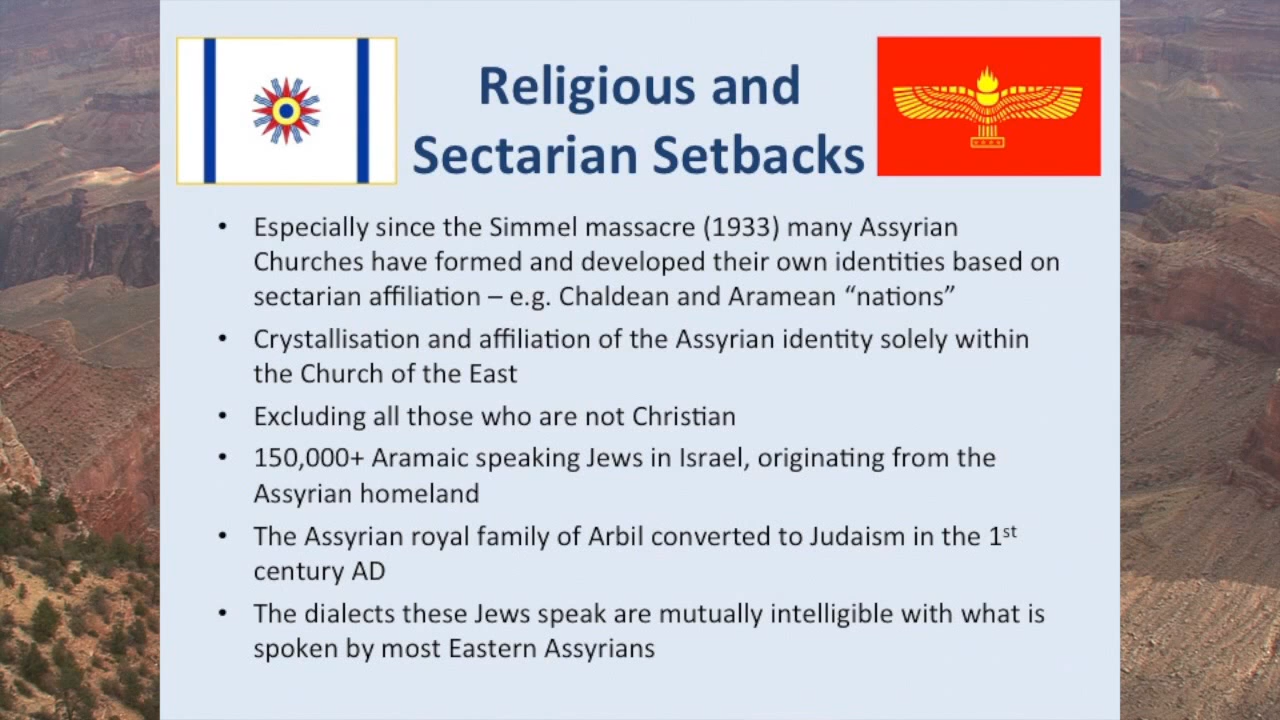 Religious and
Sectarian Setbacks
• Especially since the Simmel massacre (1933) many Assyrian
Churches have formed and developed their own identities based on
sectarian affiliation – e.g. Chaldean and Aramean “nations”
• Crystallisation and affiliation of the Assyrian identity solely within
the Church of the East
• Excluding all those who are not Christian
• 150,000+ Aramaic speaking Jews in Israel, originating from the
Assyrian homeland
• The Assyrian royal family of Arbil converted to Judaism in the 1st
century AD
• The dialects these Jews speak are mutually intelligible with what is
spoken by most Eastern Assyrians